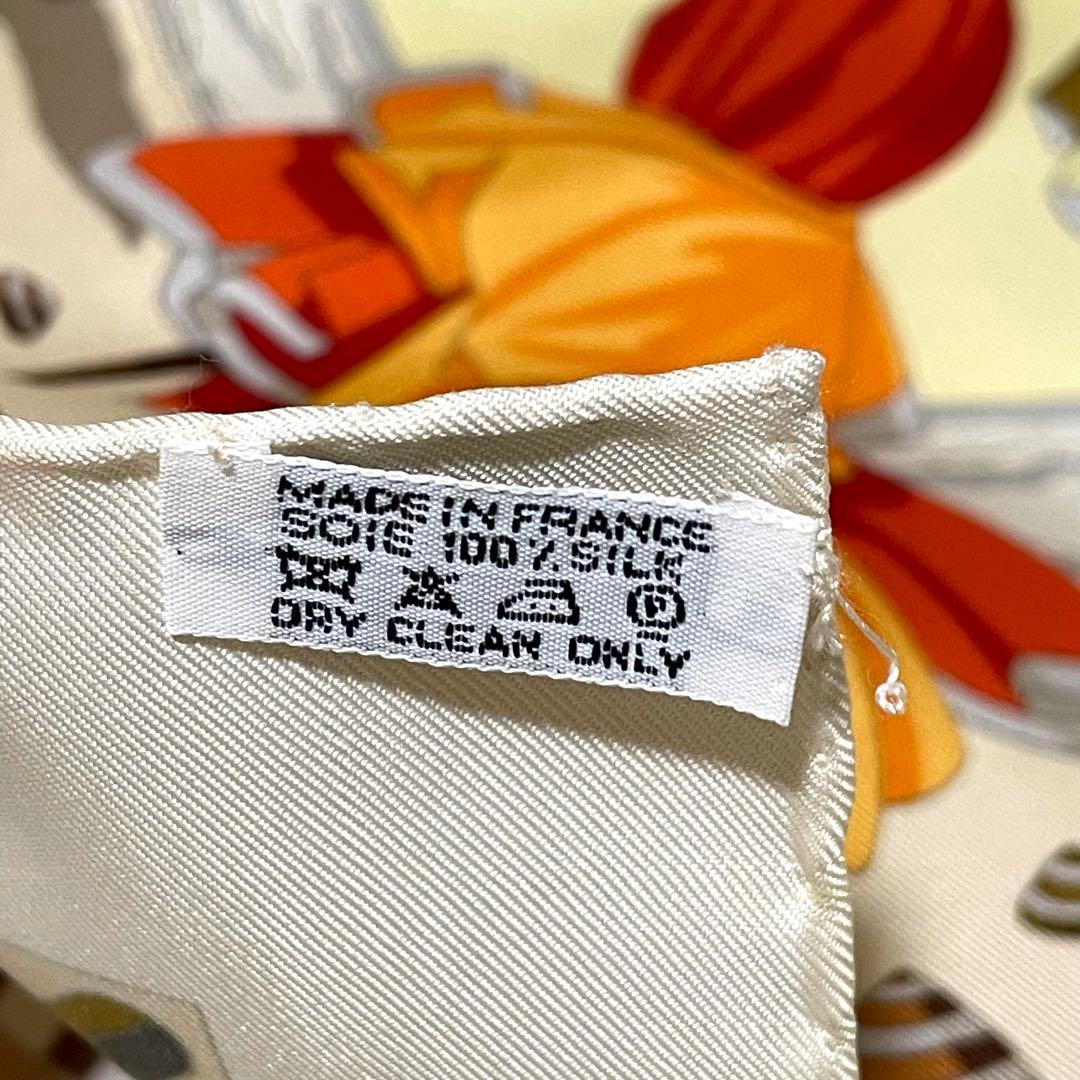 MADE IN FRANCE
SOIE 100% SILK
P
DRY CLEAN ONLY